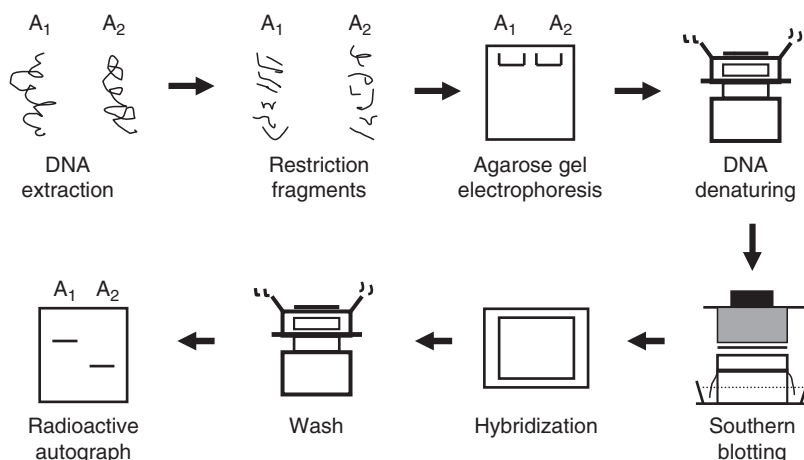 A₁ A₂
DNA
extraction
A₁ A₂
Restriction
fragments
A₁ A₂
Agarose gel
electrophoresis
DNA
denaturing
A₁ A₂
Radioactive
autograph
Wash
Hybridization
Southern
blotting